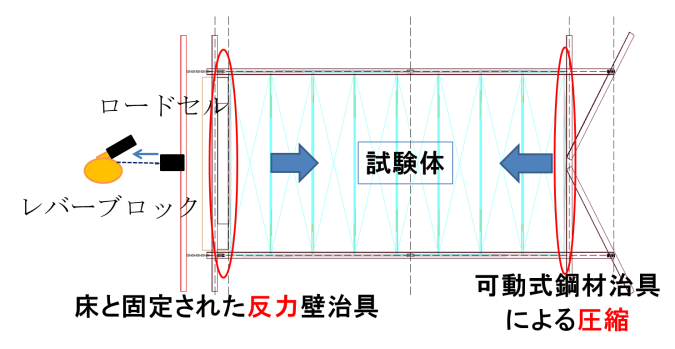 ロードセル
試験体
レバーブロック
可動式鋼材治具
による圧縮
床と固定された反力壁治具